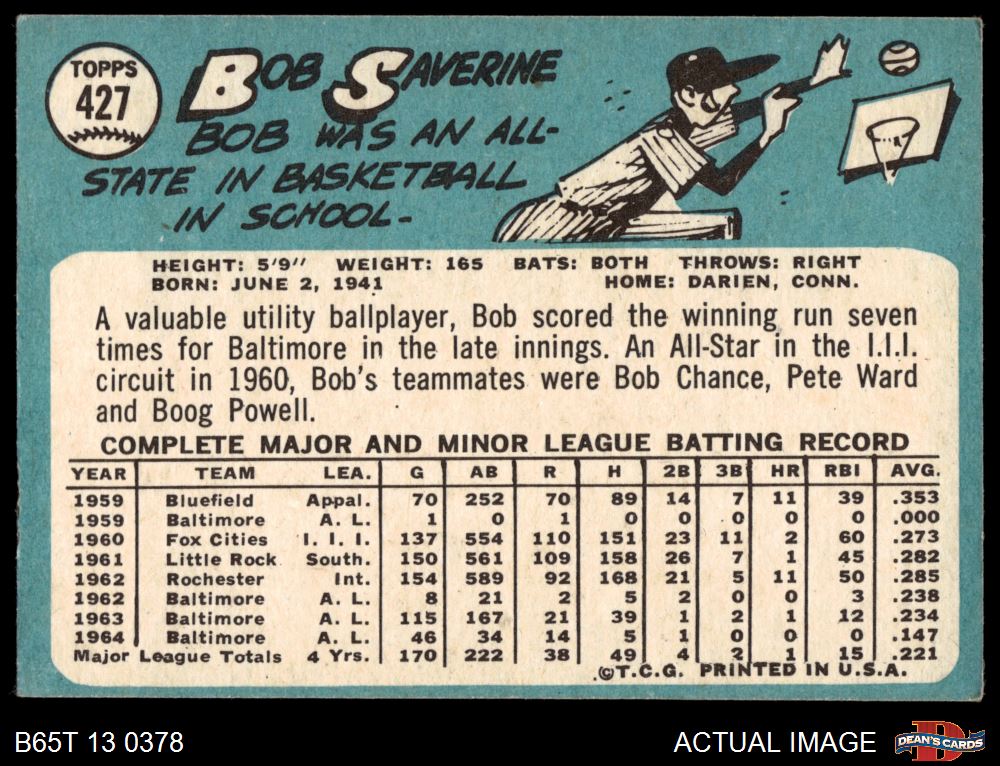 TOPPS
427
BOB SAVERINE
BOB WAS AN ALL-
STATE IN BASKETBALL
IN SCHOOL-
HEIGHT: 5'9" WEIGHT: 165 BATS: BOTH THROWS: RIGHT
BORN: JUNE 2, 1941 HOME: DARIEN, CONN.
A valuable utility ballplayer, Bob scored the winning run seven
times for Baltimore in the late innings. An All-Star in the I.I.I.
circuit in 1960, Bob's teammates were Bob Chance, Pete Ward
and Boog Powell.
COMPLETE MAJOR AND MINOR LEAGUE BATTING RECORD
YEAR TEAM LEA. G AB R H 2B 3B HR RBI AVG.
1959 Bluefield Appal. 70 252 70 89 14 7 11 39 .353
1959 Baltimore A. L. 1 0 1 0 0 0 0 0 .000
1960 Fox Cities I. I. I. 137 554 110 151 23 11 2 60 .273
1961 Little Rock South. 150 561 109 158 26 7 1 45 .282
1962 Rochester Int. 154 589 92 168 21 5 11 50 .285
1962 Baltimore A. L. 8 21 2 5 2 0 0 3 .238
1963 Baltimore A. L. 115 167 21 39 1 2 1 12 .234
1964 Baltimore A. L. 46 34 14 5 1 0 0 0 .147
Major League Totals 4 Yrs. 170 222 38 49 4 2 1 15 .221
©T.C.G. PRINTED IN U.S.A.
B65T 13 0378 ACTUAL IMAGE DEAN'S CARDS